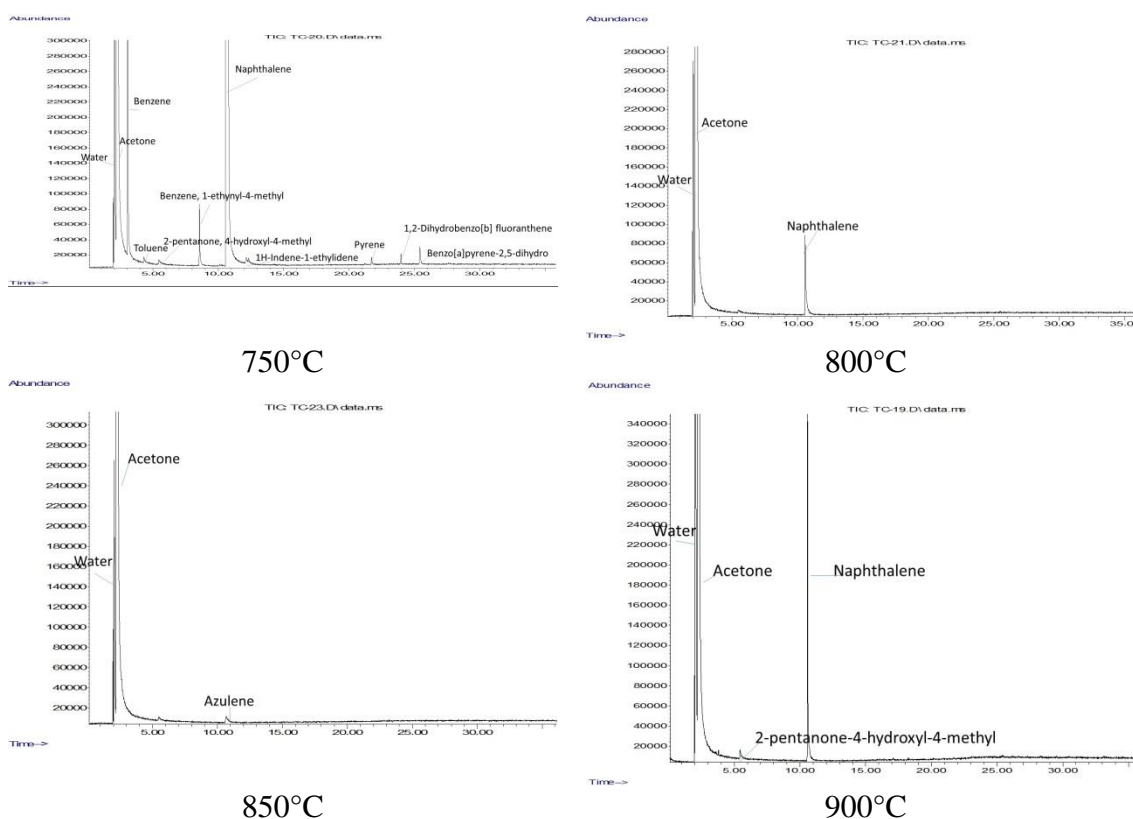 Abundance
TIC: TC-20.D\data.ms
300000
280000
260000
240000
220000
200000
180000
160000
140000
120000
100000
80000
60000
40000
20000
Water
Acetone
Benzene
Naphthalene
Toluene
2-pentanone, 4-hydroxyl-4-methyl
Benzene, 1-ethynyl-4-methyl
1H-Indene-1-ethylidene
Pyrene
1,2-Dihydrobenzo[b] fluoranthene
Benzo[a]pyrene-2,5-dihydro
5.00 10.00 15.00 20.00 25.00 30.00
Time-->
750°C
Abundance
TIC: TC-21.D\data.ms
280000
260000
240000
220000
200000
180000
160000
140000
120000
100000
80000
60000
40000
20000
Acetone
Water
Naphthalene
5.00 10.00 15.00 20.00 25.00 30.00 35.00
Time-->
800°C
Abundance
TIC: TC-23.D\data.ms
300000
280000
260000
240000
220000
200000
180000
160000
140000
120000
100000
80000
60000
40000
20000
Acetone
Water
Azulene
5.00 10.00 15.00 20.00 25.00 30.00
Time-->
850°C
Abundance
TIC: TC-19.D\data.ms
340000
320000
300000
280000
260000
240000
220000
200000
180000
160000
140000
120000
100000
80000
60000
40000
20000
Water
Acetone
Naphthalene
2-pentanone-4-hydroxyl-4-methyl
5.00 10.00 15.00 20.00 25.00 30.00
Time-->
900°C